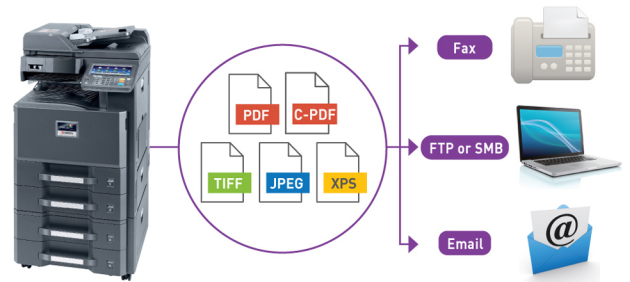 Fax
PDF
C-PDF
FTP or SMB
TIFF
JPEG
XPS
Email
@